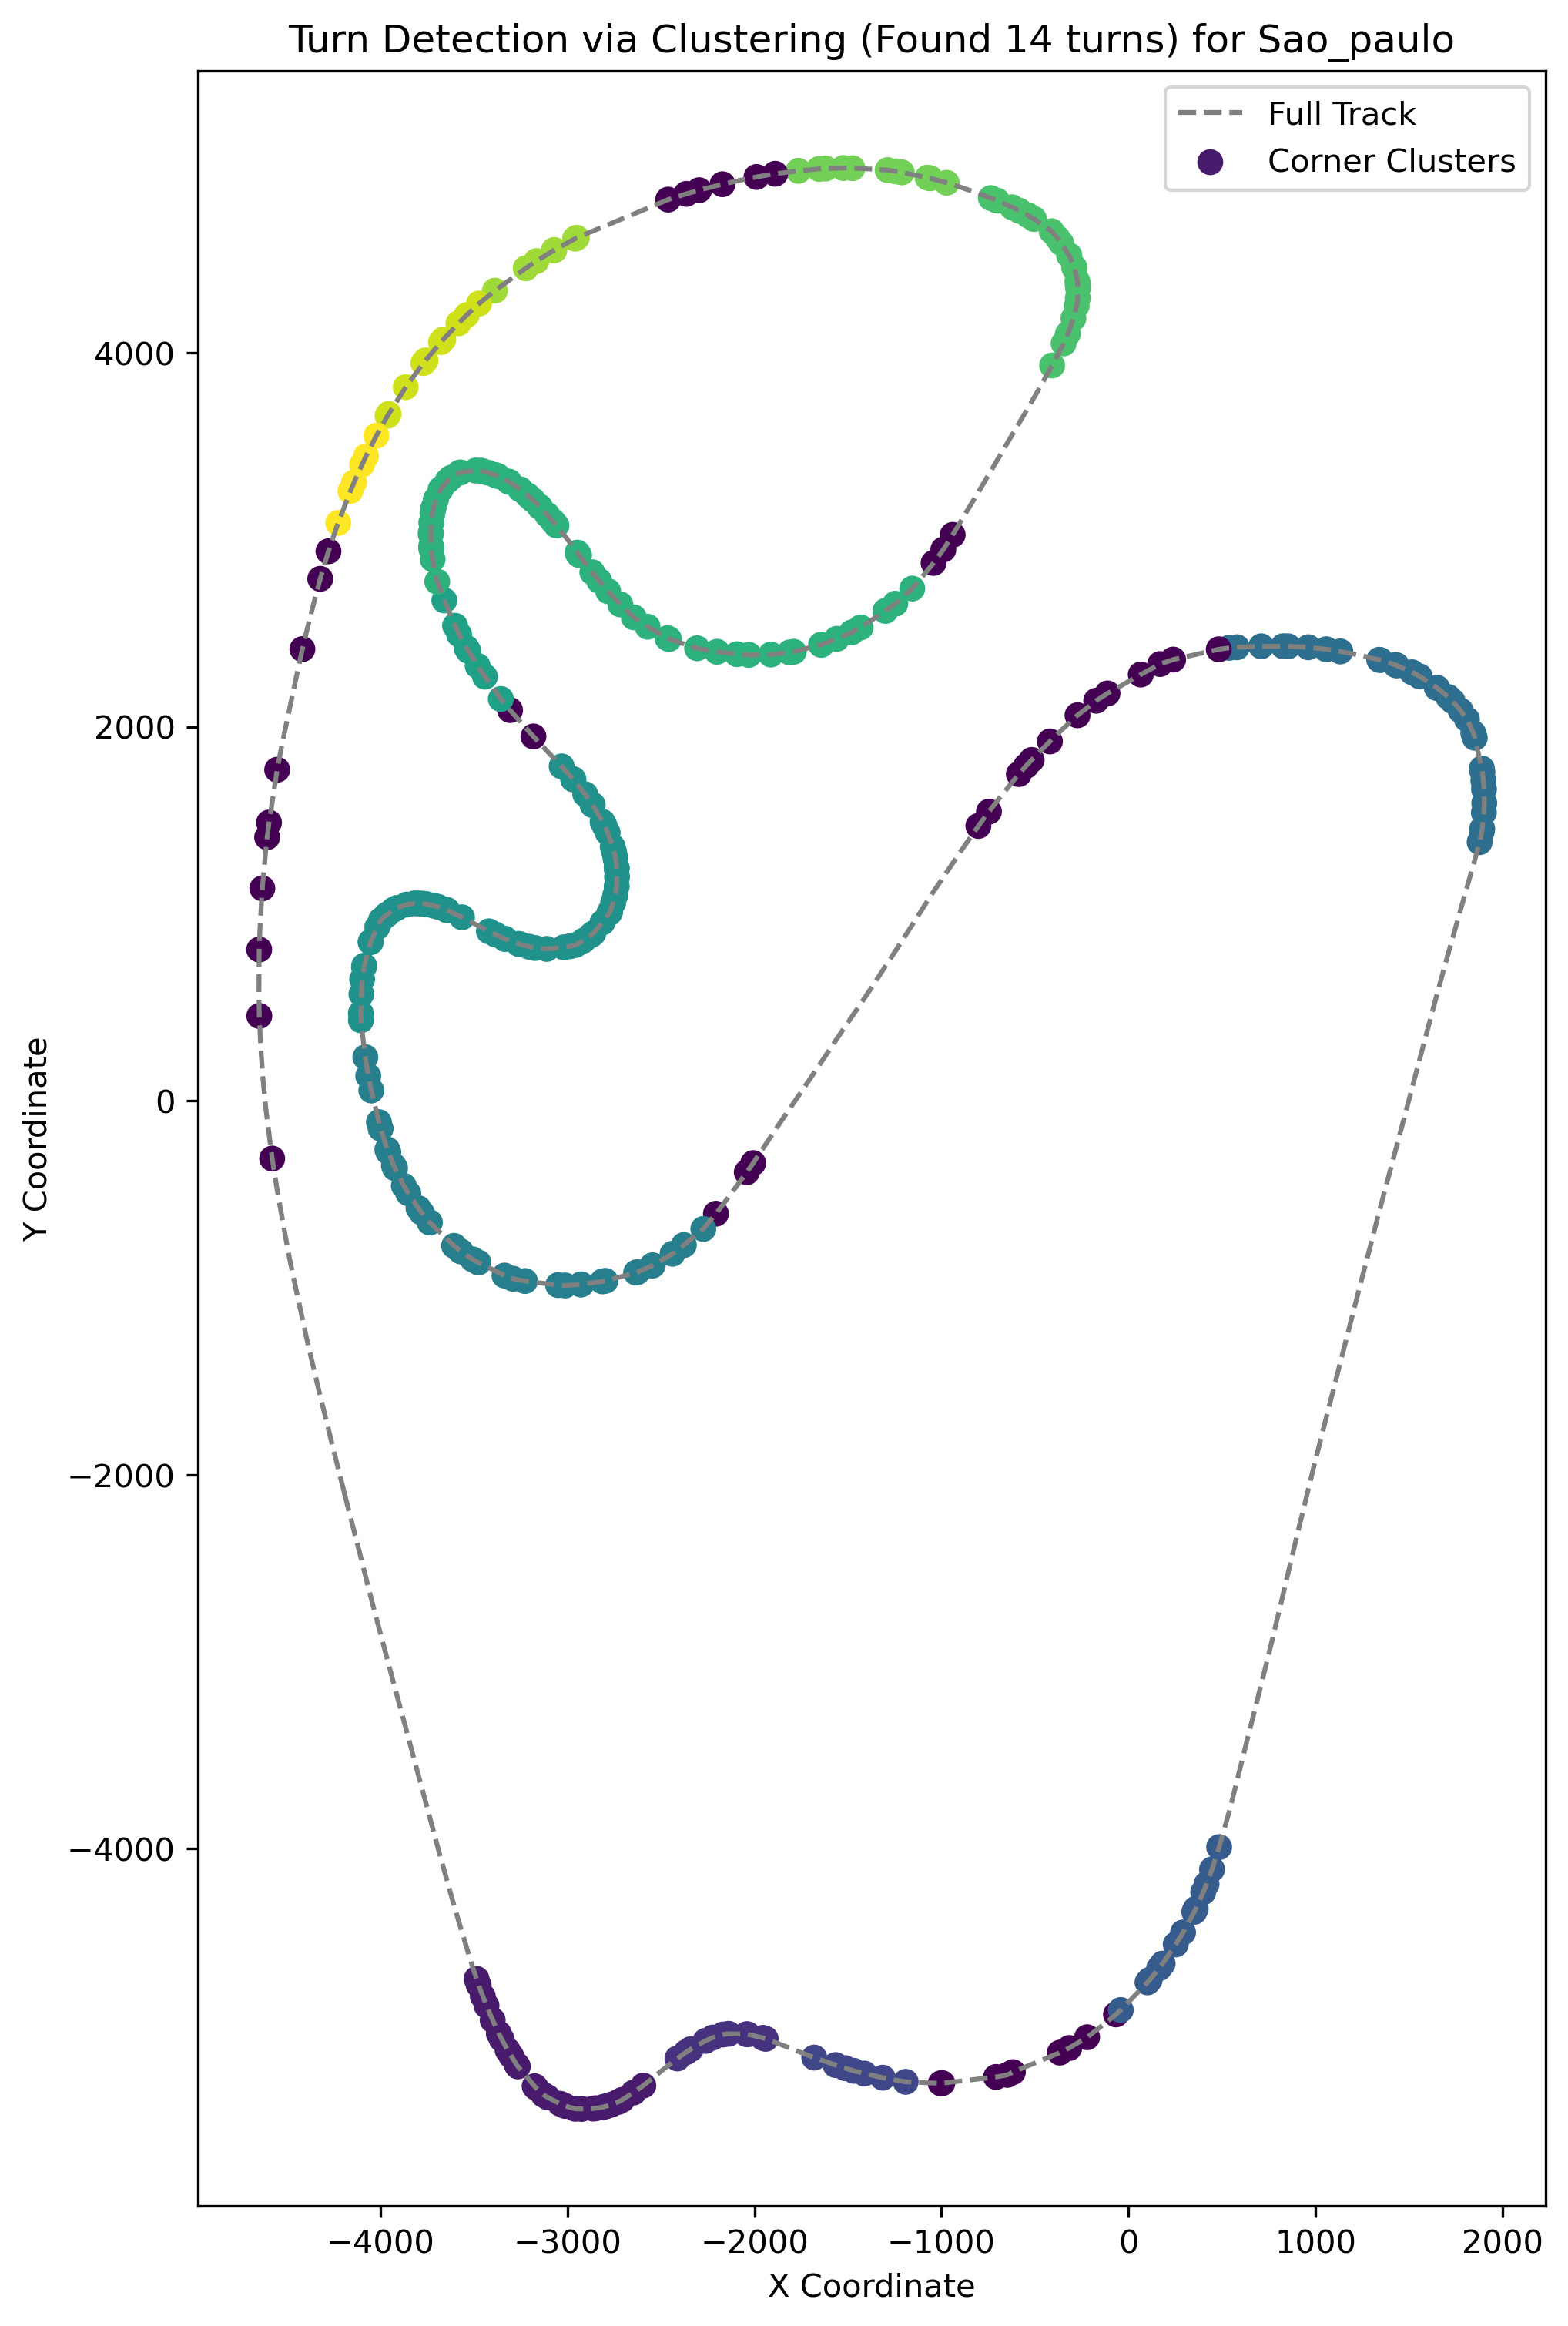 Turn Detection via Clustering (Found 14 turns) for Sao_paulo
Full Track
Corner Clusters
4000
2000
0
−2000
−4000
Y Coordinate
−4000 −3000 −2000 −1000 0 1000 2000
X Coordinate